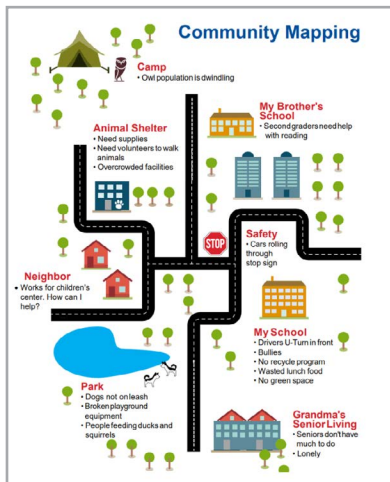 Community Mapping
Camp
• Owl population is dwindling
My Brother's
School
• Second graders need help
with reading
Animal Shelter
• Need supplies
• Need volunteers to walk
animals
• Overcrowded facilities
STOP
Safety
• Cars rolling
through
stop sign
Neighbor
• Works for children's
center. How can I
help?
My School
• Drivers U-Turn in front
• Bullies
• No recycle program
• Wasted lunch food
• No green space
Park
• Dogs not on leash
• Broken playground
equipment
• People feeding ducks and
squirrels
Grandma's
Senior Living
• Seniors don't have
much to do
• Lonely